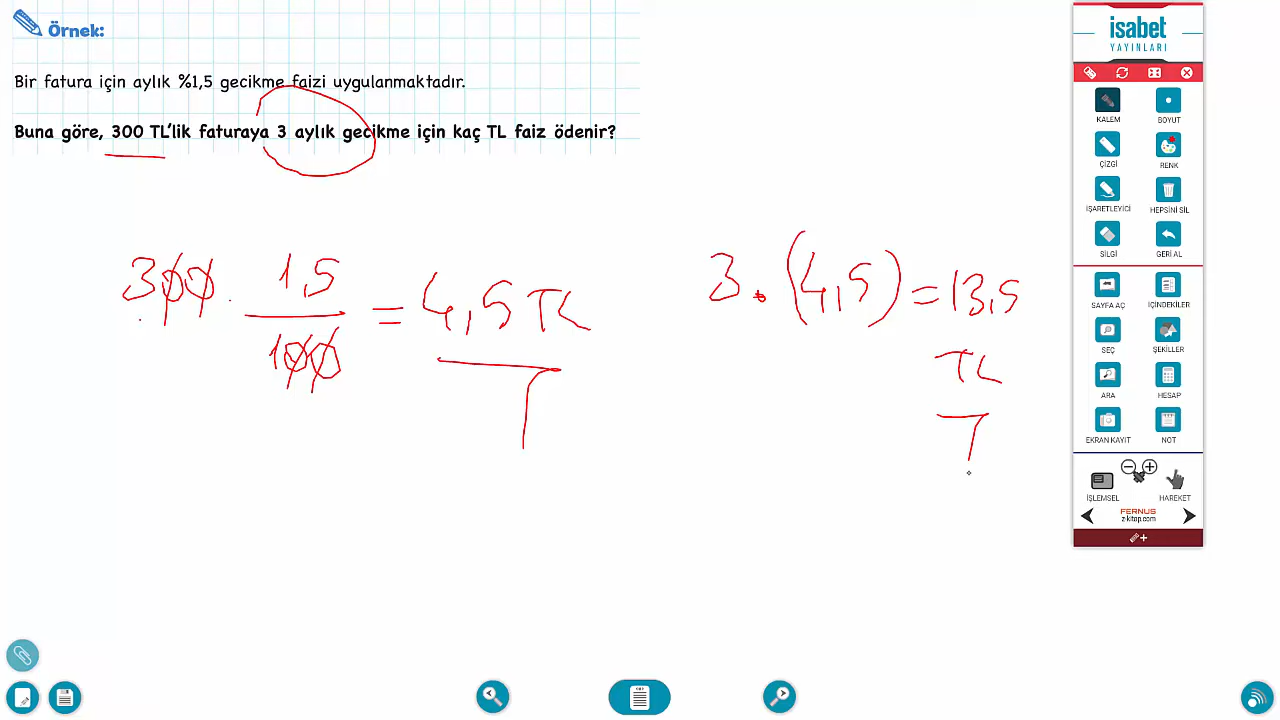 Örnek:
Bir fatura için aylık %1,5 gecikme faizi uygulanmaktadır.
Buna göre, 300 TL'lik faturaya 3 aylık gecikme için kaç TL faiz ödenir?
300 . 1,5 / 100 = 4,5 TL
3 . (4,5) = 13,5
TL
isabet
YAYINLARI
KALEM
BOYUT
ÇİZGİ
RENK
İŞARETLEYİCİ
HEPSİNİ SİL
SİLGİ
GERİ AL
SAYFA AÇ
İÇİNDEKİLER
SEÇ
ŞEKİLLER
ARA
HESAP
EKRAN KAYIT
NOT
İŞLEMSEL
HAREKET
FERNUS
z-kitap.com